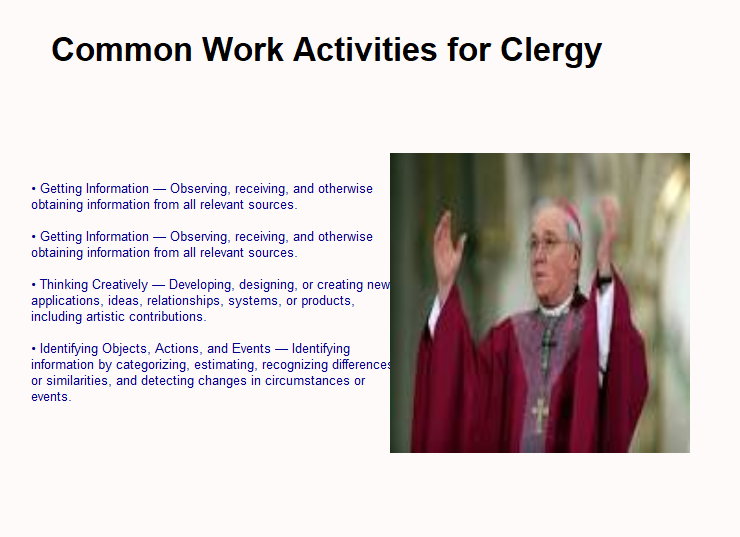 Common Work Activities for Clergy
• Getting Information — Observing, receiving, and otherwise
obtaining information from all relevant sources.
• Getting Information — Observing, receiving, and otherwise
obtaining information from all relevant sources.
• Thinking Creatively — Developing, designing, or creating new
applications, ideas, relationships, systems, or products,
including artistic contributions.
• Identifying Objects, Actions, and Events — Identifying
information by categorizing, estimating, recognizing differences
or similarities, and detecting changes in circumstances or
events.